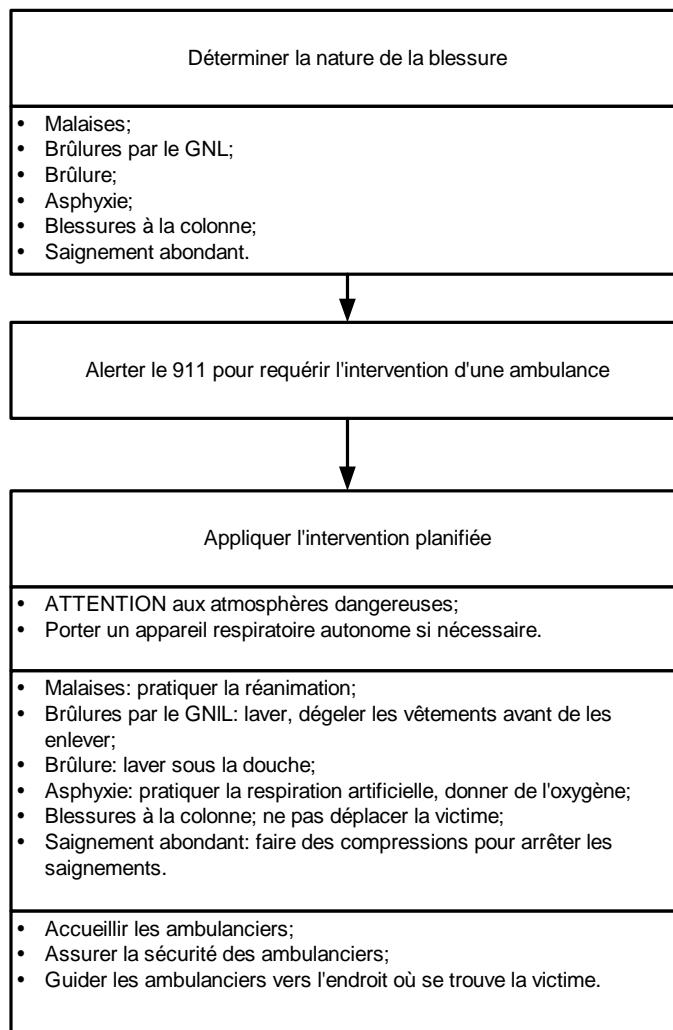 Déterminer la nature de la blessure
• Malaises;
• Brûlures par le GNL;
• Brûlure;
• Asphyxie;
• Blessures à la colonne;
• Saignement abondant.
Alerter le 911 pour requérir l'intervention d'une ambulance
Appliquer l'intervention planifiée
• ATTENTION aux atmosphères dangereuses;
• Porter un appareil respiratoire autonome si nécessaire.
• Malaises: pratiquer la réanimation;
• Brûlures par le GNlL: laver, dégeler les vêtements avant de les
enlever;
• Brûlure: laver sous la douche;
• Asphyxie: pratiquer la respiration artificielle, donner de l'oxygène;
• Blessures à la colonne; ne pas déplacer la victime;
• Saignement abondant: faire des compressions pour arrêter les
saignements.
• Accueillir les ambulanciers;
• Assurer la sécurité des ambulanciers;
• Guider les ambulanciers vers l'endroit où se trouve la victime.